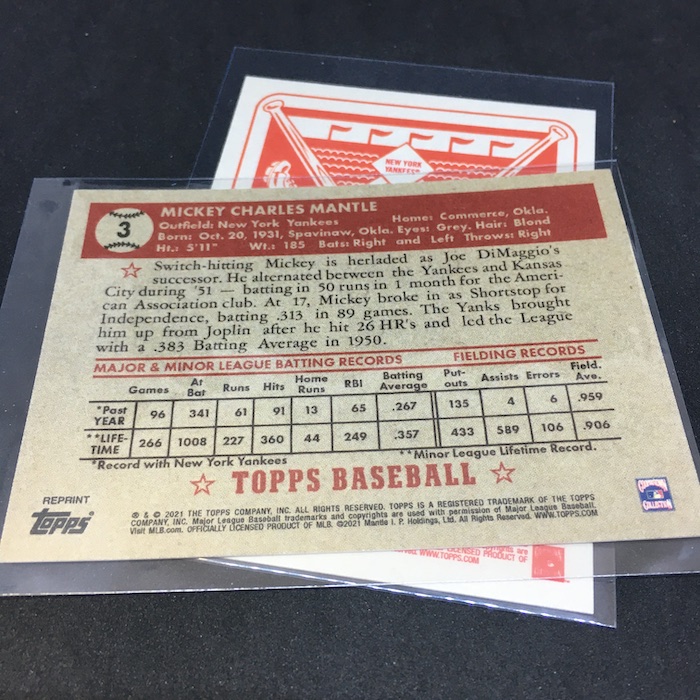 NEW YORK
YANKEES™
3
MICKEY CHARLES MANTLE
Outfield: New York Yankees Home: Commerce, Okla.
Born: Oct. 20, 1931, Spavinaw, Okla. Eyes: Grey. Hair: Blond
Ht.: 5'11" Wt.: 185 Bats: Right and Left Throws: Right
Switch-hitting Mickey is herladed as Joe DiMaggio's
successor. He alternated between the Yankees and Kansas
City during '51 — batting in 50 runs in 1 month for the Ameri-
can Association club. At 17, Mickey broke in as Shortstop for
Independence, batting .313 in 89 games. The Yanks brought
him up from Joplin after he hit 26 HR's and led the League
with a .383 Batting Average in 1950.
MAJOR & MINOR LEAGUE BATTING RECORDS FIELDING RECORDS
Games At Bat Runs Hits Home Runs RBI Batting Average Put-outs Assists Errors Field. Ave.
*Past YEAR 96 341 61 91 13 65 .267 135 4 6 .959
**LIFE-TIME 266 1008 227 360 44 249 .357 433 589 106 .906
*Record with New York Yankees **Minor League Lifetime Record.
TOPPS BASEBALL
REPRINT
Topps
® & © 2021 THE TOPPS COMPANY, INC. ALL RIGHTS RESERVED. TOPPS IS A REGISTERED TRADEMARK OF THE TOPPS
COMPANY, INC. Major League Baseball trademarks and copyrights are used with permission of Major League Baseball.
Visit MLB.com. OFFICIALLY LICENSED PRODUCT OF MLB. ©2021 Mantle I. P. Holdings, Ltd. All Rights Reserved. WWW.TOPPS.COM
LICENSED PRODUCT OF
WWW.TOPPS.COM